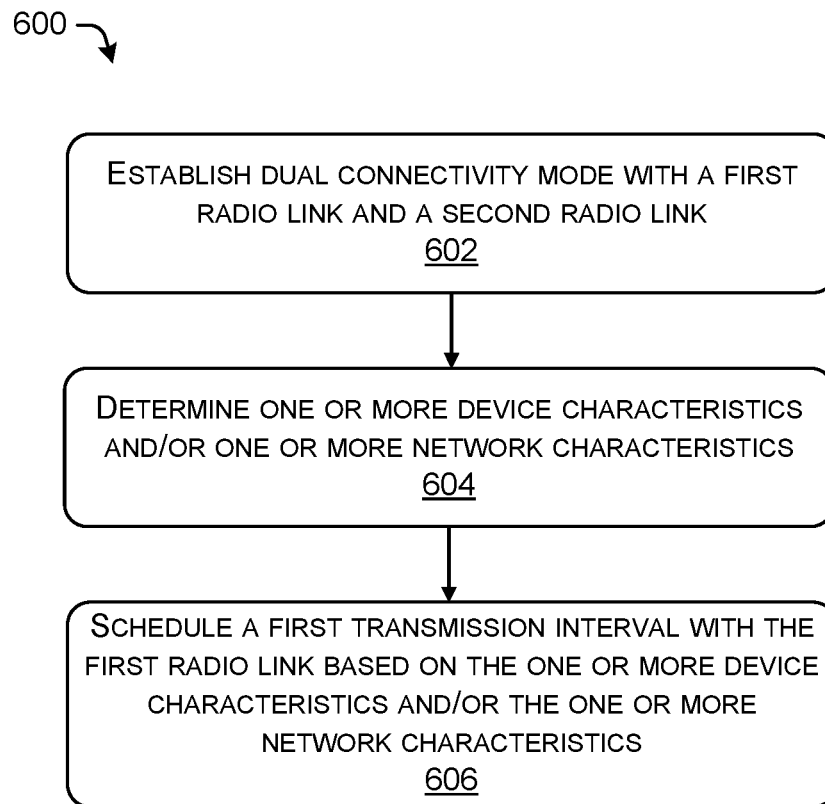 600
ESTABLISH DUAL CONNECTIVITY MODE WITH A FIRST
RADIO LINK AND A SECOND RADIO LINK
602
DETERMINE ONE OR MORE DEVICE CHARACTERISTICS
AND/OR ONE OR MORE NETWORK CHARACTERISTICS
604
SCHEDULE A FIRST TRANSMISSION INTERVAL WITH THE
FIRST RADIO LINK BASED ON THE ONE OR MORE DEVICE
CHARACTERISTICS AND/OR THE ONE OR MORE
NETWORK CHARACTERISTICS
606